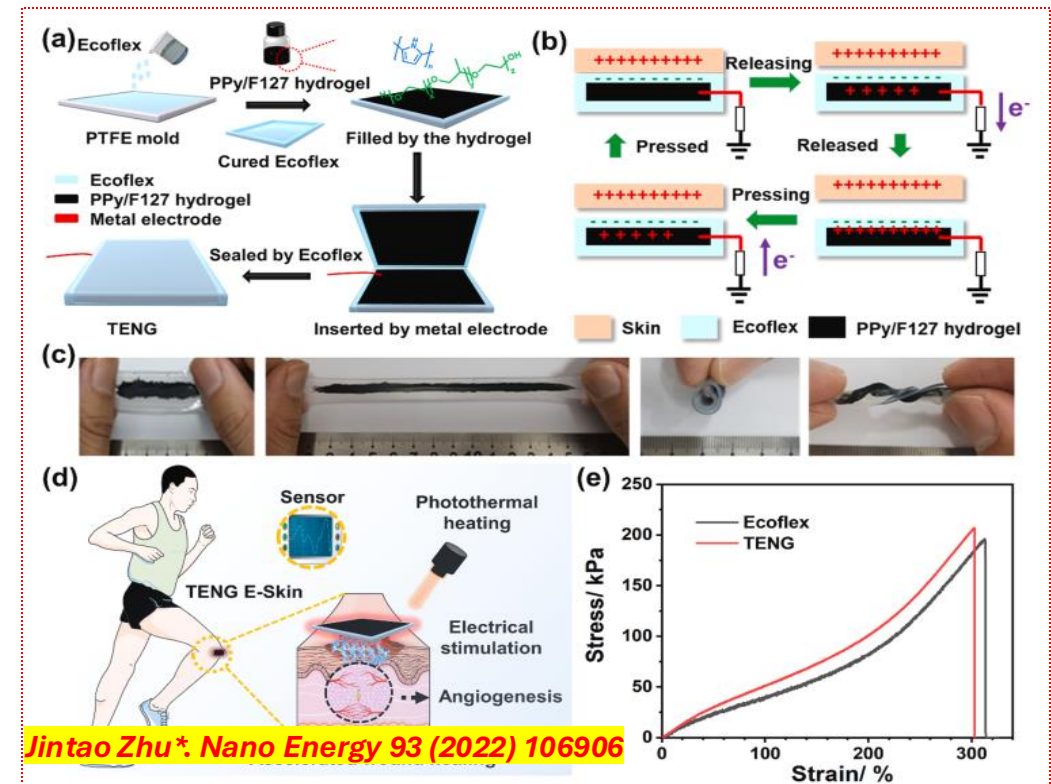 (a)
Ecoflex
PPy/F127 hydrogel
PTFE mold
Cured Ecoflex
Filled by the hydrogel
Ecoflex
PPy/F127 hydrogel
Metal electrode
Sealed by Ecoflex
TENG
Inserted by metal electrode
(b)
Releasing
e-
Pressed
Released
Pressing
e-
Skin
Ecoflex
PPy/F127 hydrogel
(c)
(d)
Sensor
Photothermal
heating
TENG E-Skin
Electrical
stimulation
Angiogenesis
Jintao Zhu*. Nano Energy 93 (2022) 106906
(e)
250
200
150
100
50
0
Stress/ kPa
Ecoflex
TENG
0
100
200
300
Strain/ %